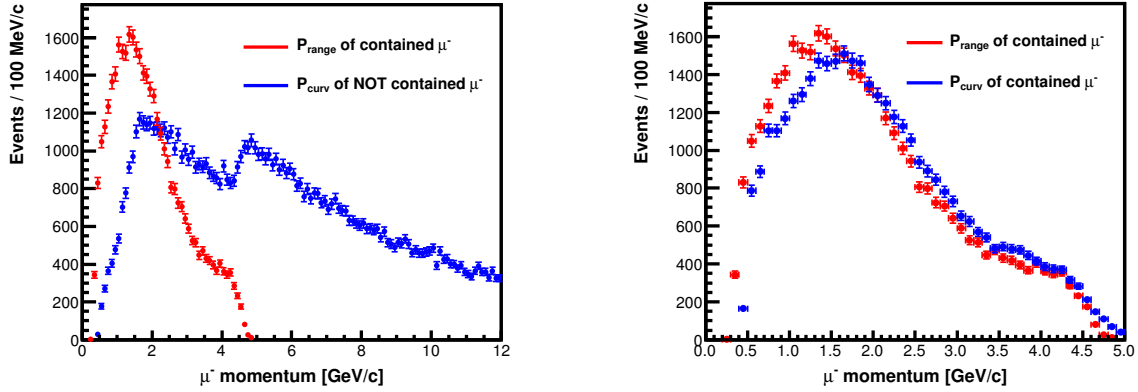 Events / 100 MeV/c
1600
1400
1200
1000
800
600
400
200
0
P_range of contained μ⁻
P_curv of NOT contained μ⁻
0 2 4 6 8 10 12
μ⁻ momentum [GeV/c]
Events / 100 MeV/c
1600
1400
1200
1000
800
600
400
200
0
P_range of contained μ⁻
P_curv of contained μ⁻
0.0 0.5 1.0 1.5 2.0 2.5 3.0 3.5 4.0 4.5 5.0
μ⁻ momentum [GeV/c]